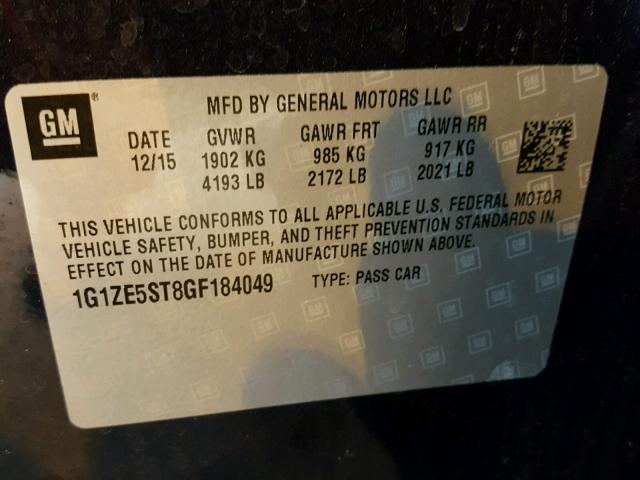 GM®
MFD BY GENERAL MOTORS LLC
DATE GVWR GAWR FRT GAWR RR
12/15 1902 KG 985 KG 917 KG
4193 LB 2172 LB 2021 LB
THIS VEHICLE CONFORMS TO ALL APPLICABLE U.S. FEDERAL MOTOR
VEHICLE SAFETY, BUMPER, AND THEFT PREVENTION STANDARDS IN
EFFECT ON THE DATE OF MANUFACTURE SHOWN ABOVE.
1G1ZE5ST8GF184049 TYPE: PASS CAR